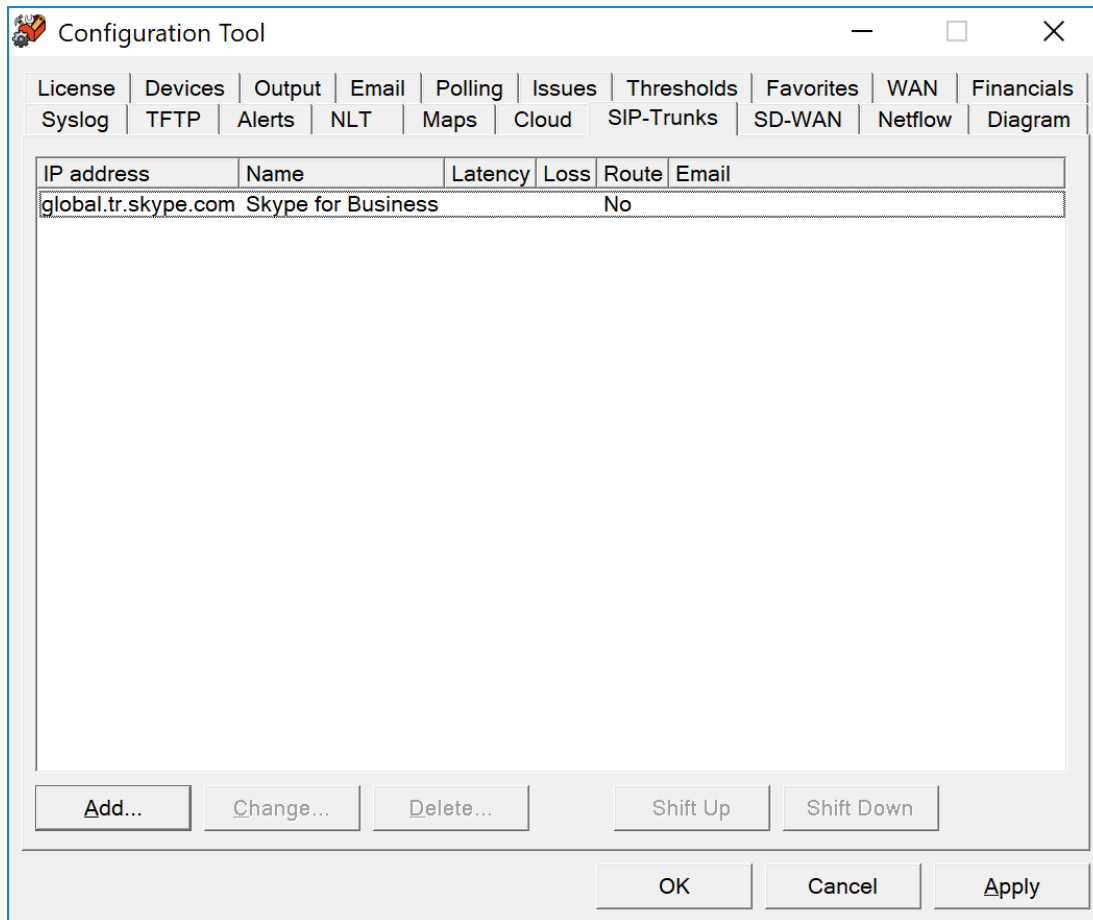 Configuration Tool
License Devices Output Email Polling Issues Thresholds Favorites WAN Financials
Syslog TFTP Alerts NLT Maps Cloud SIP-Trunks SD-WAN Netflow Diagram
IP address Name Latency Loss Route Email
global.tr.skype.com Skype for Business No
Add... Change... Delete... Shift Up Shift Down
OK Cancel Apply